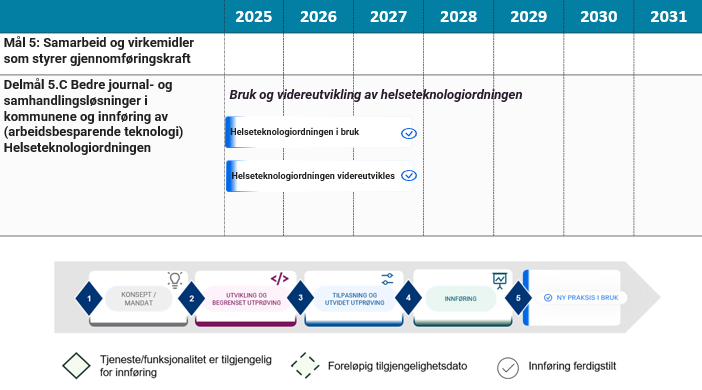 2025 2026 2027 2028 2029 2030 2031
Mål 5: Samarbeid og virkemidler
som styrer gjennomføringskraft
Delmål 5.C Bedre journal- og
samhandlingsløsninger i
kommunene og innføring av
(arbeidsbesparende teknologi)
Helseteknologiordningen
Bruk og videreutvikling av helseteknologiordningen
Helseteknologiordningen i bruk
Helseteknologiordningen videreutvikles
1
KONSEPT /
MANDAT
2
</>
UTVIKLING OG
BEGRENSET UTPRØVING
3
TILPASNING OG
UTVIDET UTPRØVING
4
INNFØRING
5
NY PRAKSIS I BRUK
Tjeneste/funksjonalitet er tilgjengelig
for innføring
Foreløpig tilgjengelighetsdato
Innføring ferdigstilt